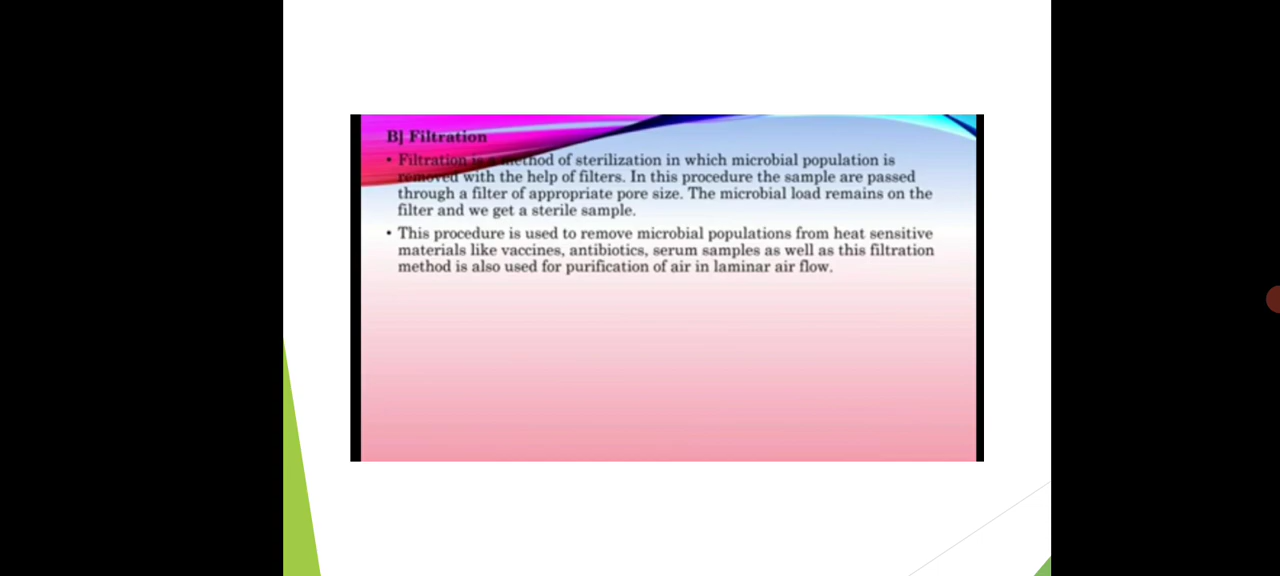 B] Filtration
• Filtration is a method of sterilization in which microbial population is
removed with the help of filters. In this procedure the sample are passed
through a filter of appropriate pore size. The microbial load remains on the
filter and we get a sterile sample.
• This procedure is used to remove microbial populations from heat sensitive
materials like vaccines, antibiotics, serum samples as well as this filtration
method is also used for purification of air in laminar air flow.